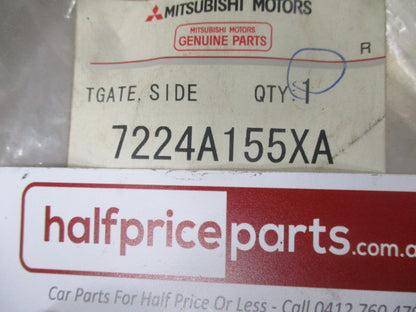 MITSUBISHI MOTORS
MITSUBISHI MOTORS
GENUINE PARTS
R
TGATE, SIDE QTY: 1
7224A155XA
halfpriceparts.com.a
Car Parts For Half Price Or Less - Call 0412 760 47